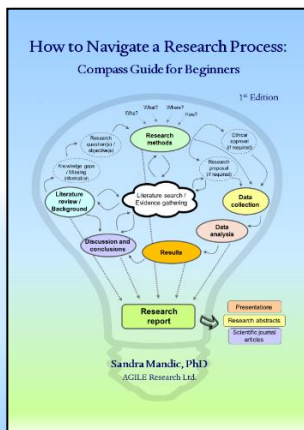 How to Navigate a Research Process:
Compass Guide for Beginners
1st Edition
What?
Where?
Who?
How?
Research
question(s) /
objective(s)
Research
methods
Ethical
approval
(if required)
Knowledge gaps
/ Missing
information
Research
proposal
(if required)
Literature
review /
Background
Literature search /
Evidence gathering
Data
collection
Data
analysis
Discussion and
conclusions
Results
Research
report
Presentations
Research abstracts
Scientific journal
articles
Sandra Mandic, PhD
AGILE Research Ltd.